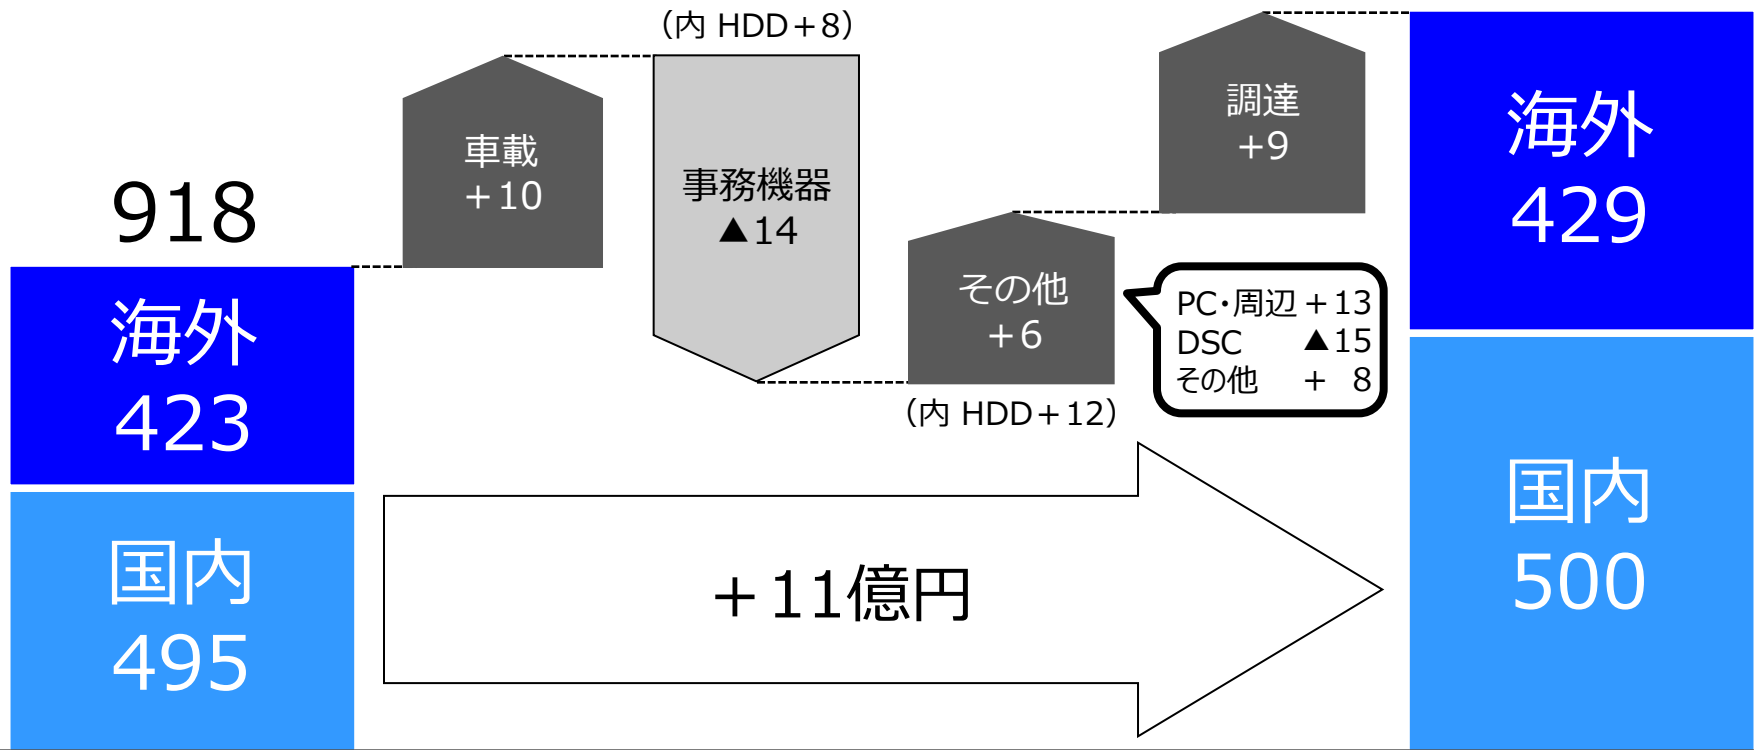 918
海外
423
国内
495
車載
+10
(内 HDD+8)
事務機器
▲14
その他
+6
(内 HDD+12)
PC・周辺 +13
DSC ▲15
その他 + 8
調達
+9
+11億円
海外
429
国内
500